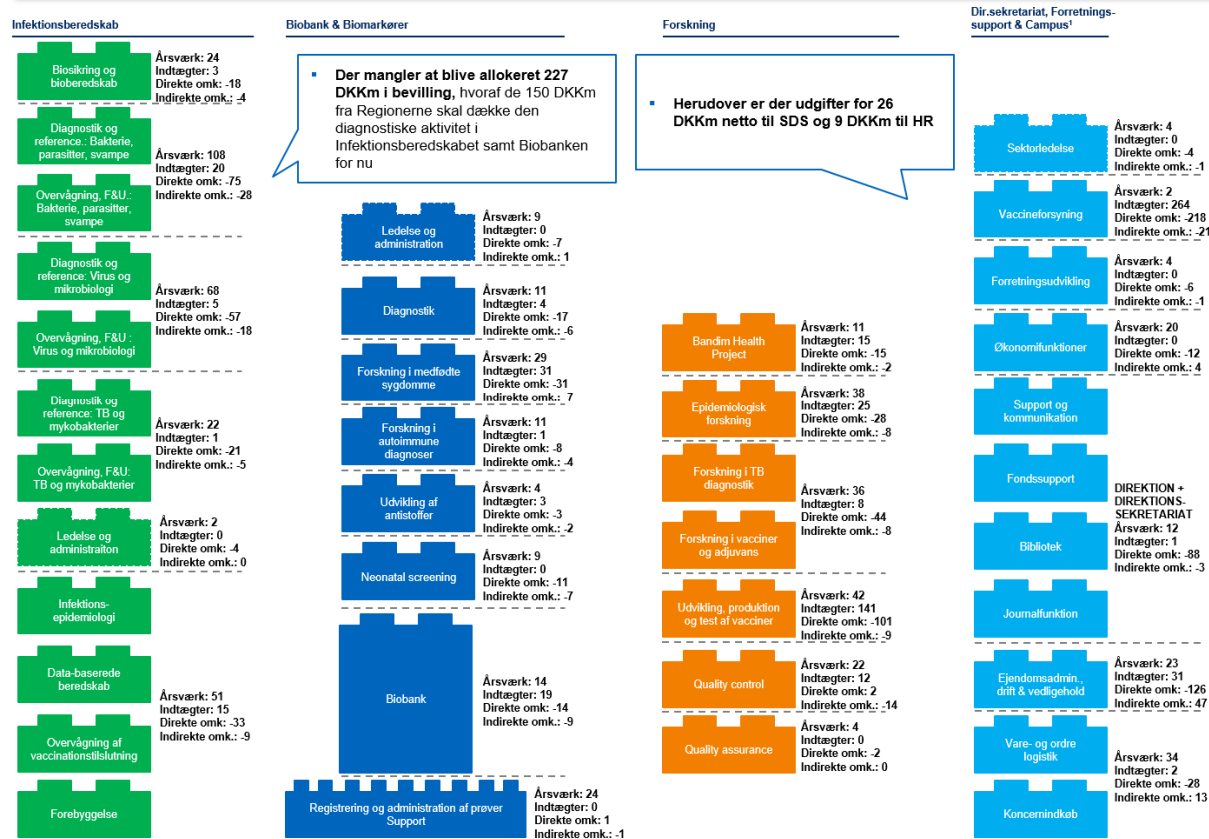 Infektionsberedskab
Biosikring og
bioberedskab
Årsværk: 24
Indtægter: 3
Direkte omk: -18
Indirekte omk.: -4
Diagnostik og
reference.: Bakterie,
parasitter, svampe
Overvågning, F&U.:
Bakterie, parasitter,
svampe
Årsværk: 108
Indtægter: 20
Direkte omk: -75
Indirekte omk.: -28
Diagnostik og
reference: Virus og
mikrobiologi
Overvågning, F&U :
Virus og mikrobiologi
Årsværk: 68
Indtægter: 5
Direkte omk: -57
Indirekte omk.: -18
Diagnostik og
reference: TB og
mykobakterier
Overvågning, F&U:
TB og mykobakterier
Årsværk: 22
Indtægter: 1
Direkte omk: -21
Indirekte omk.: -5
Ledelse og
administraiton
Årsværk: 2
Indtægter: 0
Direkte omk: -4
Indirekte omk.: 0
Infektions-
epidemiologi
Data-baserede
beredskab
Overvågning af
vaccinationstilslutning
Forebyggelse
Årsværk: 51
Indtægter: 15
Direkte omk: -33
Indirekte omk.: -9
Biobank & Biomarkører
▪ Der mangler at blive allokeret 227
DKKm i bevilling, hvoraf de 150 DKKm
fra Regionerne skal dække den
diagnostiske aktivitet i
Infektionsberedskabet samt Biobanken
for nu
Ledelse og
administration
Årsværk: 9
Indtægter: 0
Direkte omk: -7
Indirekte omk.: 1
Diagnostik
Årsværk: 11
Indtægter: 4
Direkte omk: -17
Indirekte omk.: -6
Forskning i medfødte
sygdomme
Årsværk: 29
Indtægter: 31
Direkte omk: -31
Indirekte omk.: 7
Forskning i
autoimmune
diagnoser
Årsværk: 11
Indtægter: 1
Direkte omk: -8
Indirekte omk.: -4
Udvikling af
antistoffer
Årsværk: 4
Indtægter: 3
Direkte omk: -3
Indirekte omk.: -2
Neonatal screening
Årsværk: 9
Indtægter: 0
Direkte omk: -11
Indirekte omk.: -7
Biobank
Årsværk: 14
Indtægter: 19
Direkte omk: -14
Indirekte omk.: -9
Registrering og administration af prøver
Support
Årsværk: 24
Indtægter: 0
Direkte omk: 1
Indirekte omk.: -1
Forskning
▪ Herudover er der udgifter for 26
DKKm netto til SDS og 9 DKKm til HR
Bandim Health
Project
Årsværk: 11
Indtægter: 15
Direkte omk: -15
Indirekte omk.: -2
Epidemiologisk
forskning
Årsværk: 38
Indtægter: 25
Direkte omk: -28
Indirekte omk.: -8
Forskning i TB
diagnostik
Forskning i vacciner
og adjuvans
Årsværk: 36
Indtægter: 8
Direkte omk: -44
Indirekte omk.: -8
Udvikling, produktion
og test af vacciner
Årsværk: 42
Indtægter: 141
Direkte omk: -101
Indirekte omk.: -9
Quality control
Årsværk: 22
Indtægter: 12
Direkte omk: 2
Indirekte omk.: -14
Quality assurance
Årsværk: 4
Indtægter: 0
Direkte omk: -2
Indirekte omk.: 0
Dir.sekretariat, Forretnings-
support & Campus¹
Sektorledelse
Årsværk: 4
Indtægter: 0
Direkte omk: -4
Indirekte omk.: -1
Vaccineforsyning
Årsværk: 2
Indtægter: 264
Direkte omk: -218
Indirekte omk.: -21
Forretningsudvikling
Årsværk: 4
Indtægter: 0
Direkte omk: -6
Indirekte omk.: -1
Økonomifunktioner
Årsværk: 20
Indtægter: 0
Direkte omk: -12
Indirekte omk.: 4
Support og
kommunikation
Fondssupport
Bibliotek
Journalfunktion
DIREKTION +
DIREKTIONS-
SEKRETARIAT
Årsværk: 12
Indtægter: 1
Direkte omk: -88
Indirekte omk.: -3
Ejendomsadmin.,
drift & vedligehold
Årsværk: 23
Indtægter: 31
Direkte omk: -126
Indirekte omk.: 47
Vare- og ordre
logistik
Koncernindkøb
Årsværk: 34
Indtægter: 2
Direkte omk: -28
Indirekte omk.: 13